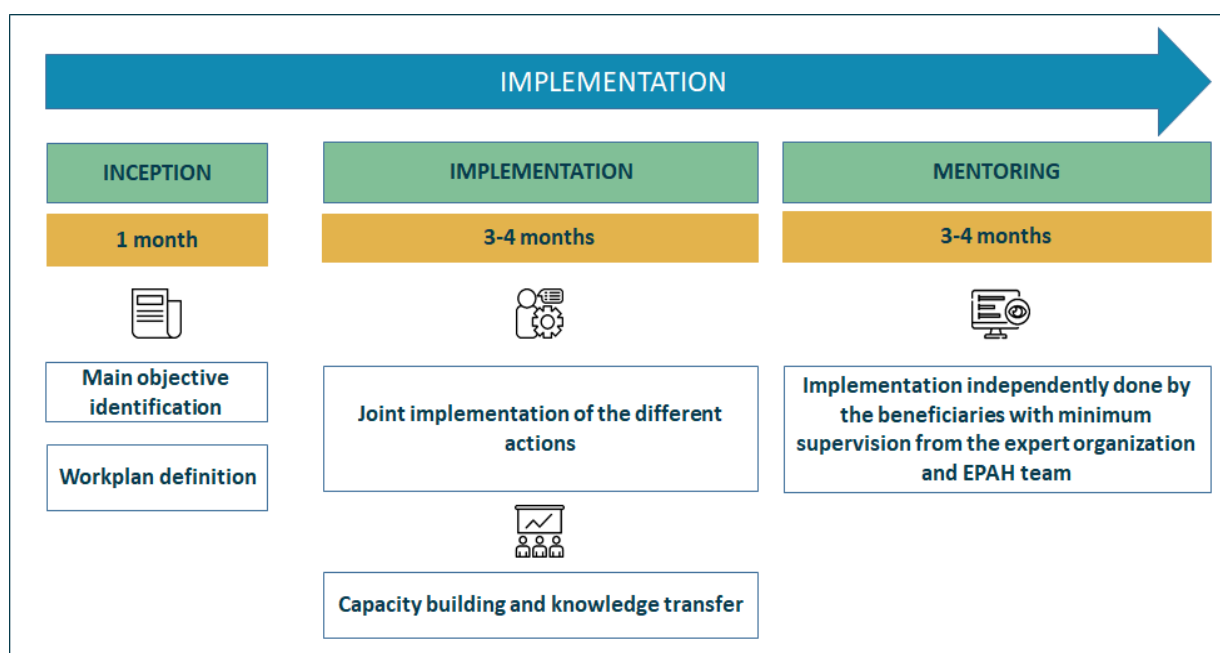 IMPLEMENTATION
INCEPTION
1 month
Main objective
identification
Workplan definition
IMPLEMENTATION
3-4 months
Joint implementation of the different
actions
Capacity building and knowledge transfer
MENTORING
3-4 months
Implementation independently done by
the beneficiaries with minimum
supervision from the expert organization
and EPAH team